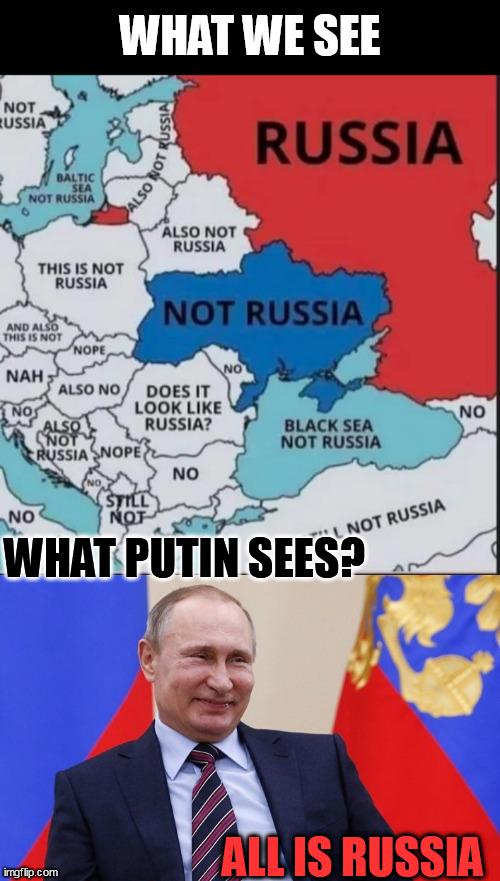 WHAT WE SEE
NOT
RUSSIA
ALSO NOT RUSSIA
RUSSIA
BALTIC
SEA
NOT RUSSIA
ALSO NOT
RUSSIA
THIS IS NOT
RUSSIA
NOT RUSSIA
AND ALSO
THIS IS NOT
NOPE
NAH
ALSO NO
NO
DOES IT
LOOK LIKE
RUSSIA?
NO
ALSO
NOT
RUSSIA
NOPE
BLACK SEA
NOT RUSSIA
NO
NO
NO
STILL
NOT
NO
NOT RUSSIA
WHAT PUTIN SEES?
ALL IS RUSSIA
imgflip.com